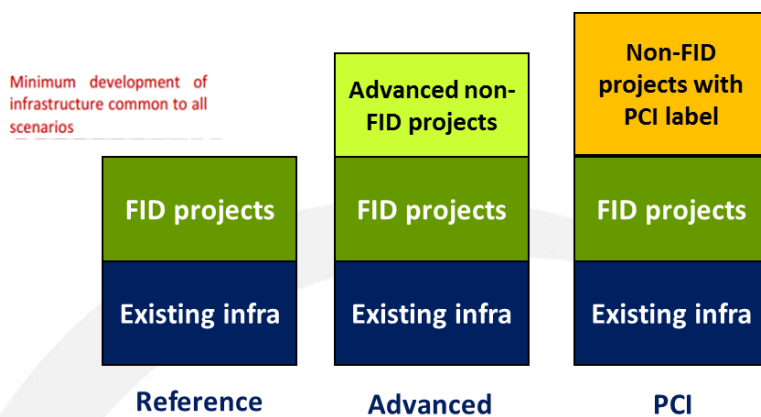 Minimum development of
infrastructure common to all
scenarios
Non-FID
projects with
PCI label
Advanced non-
FID projects
FID projects
FID projects
FID projects
Existing infra
Existing infra
Existing infra
Reference
Advanced
PCI